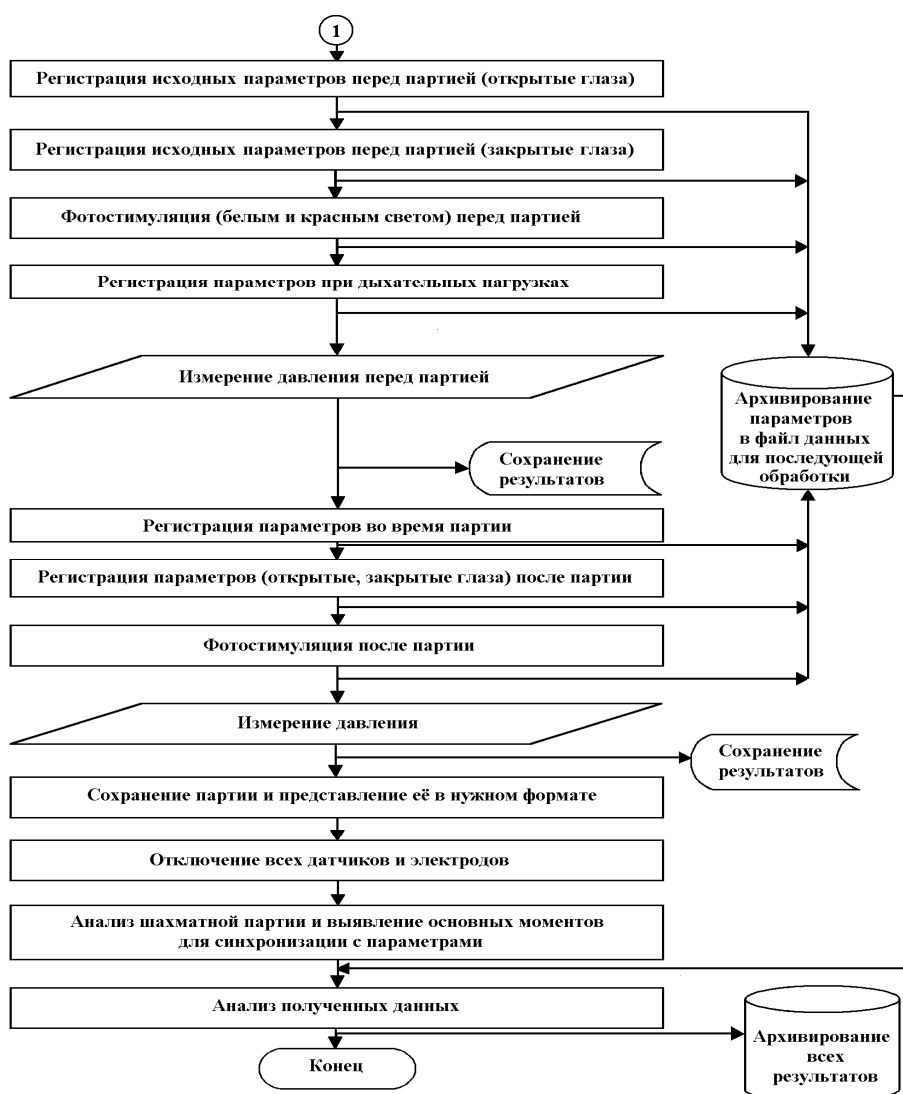 1
Регистрация исходных параметров перед партией (открытые глаза)
Регистрация исходных параметров перед партией (закрытые глаза)
Фотостимуляция (белым и красным светом) перед партией
Регистрация параметров при дыхательных нагрузках
Измерение давления перед партией
Архивирование
параметров
в файл данных
для последующей
обработки
Сохранение
результатов
Регистрация параметров во время партии
Регистрация параметров (открытые, закрытые глаза) после партии
Фотостимуляция после партии
Измерение давления
Сохранение
результатов
Сохранение партии и представление её в нужном формате
Отключение всех датчиков и электродов
Анализ шахматной партии и выявление основных моментов
для синхронизации с параметрами
Анализ полученных данных
Архивирование
всех
результатов
Конец